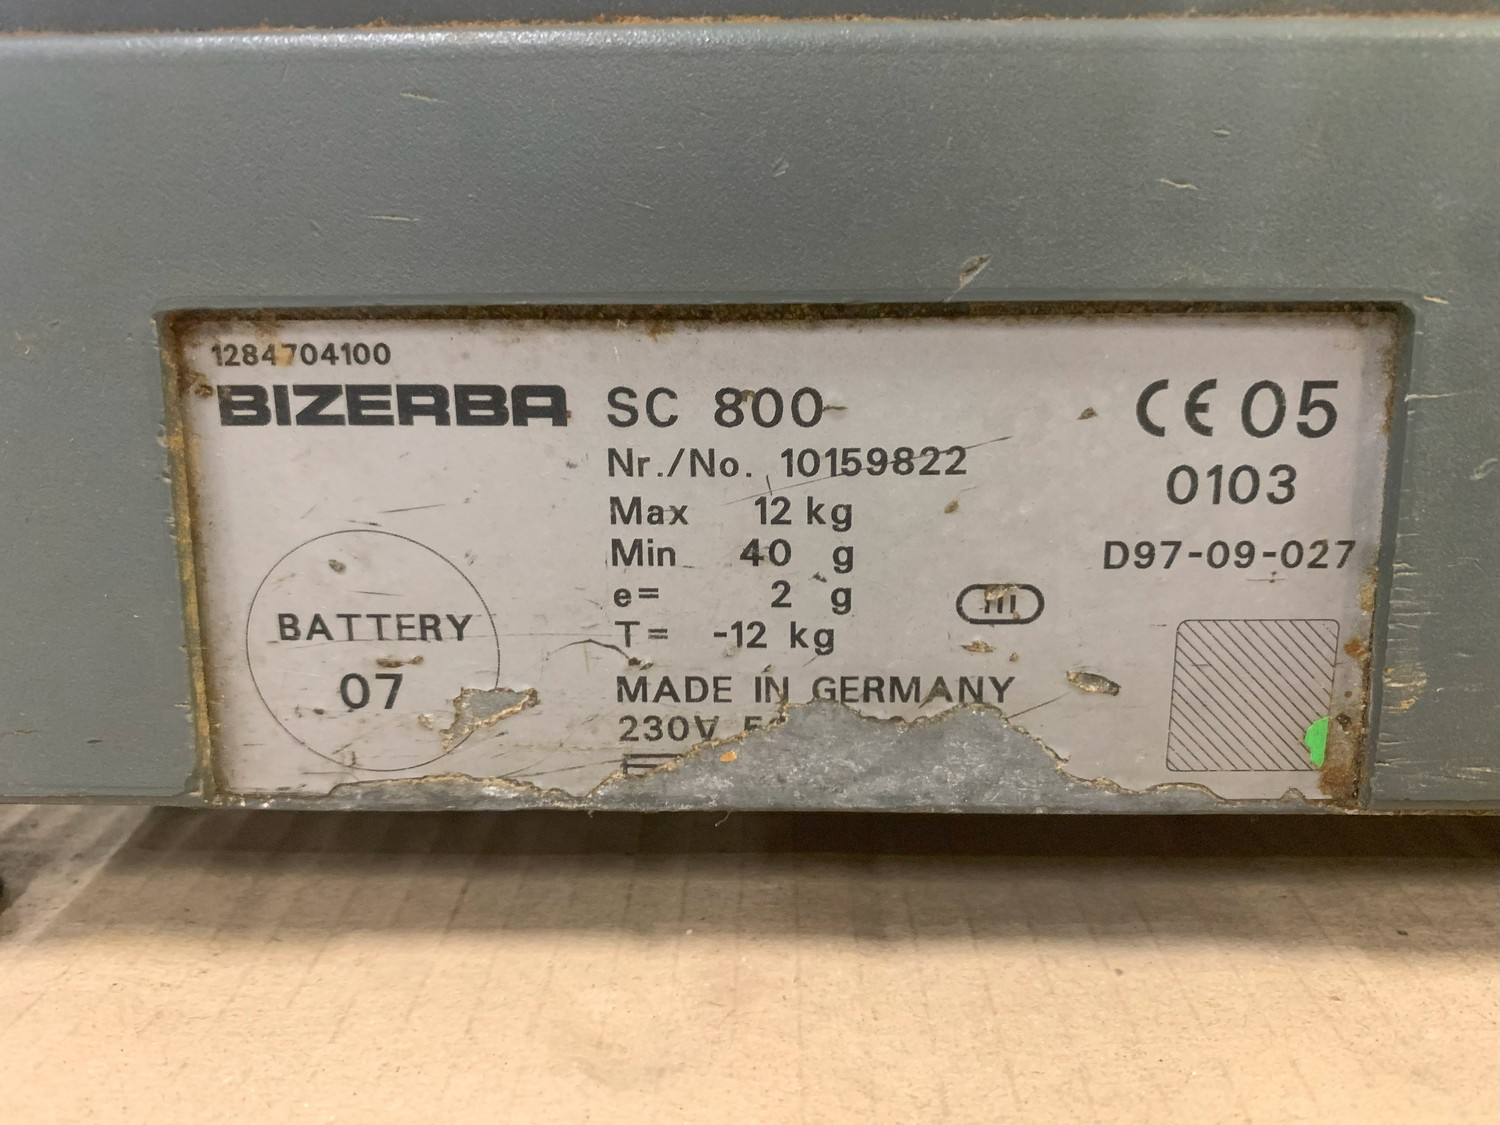 1284704100
BIZERBA SC 800
Nr./No. 10159822
Max 12 kg
Min 40 g
e= 2 g
T= -12 kg
MADE IN GERMANY
230V
BATTERY
07
CE 05
0103
D97-09-027
III